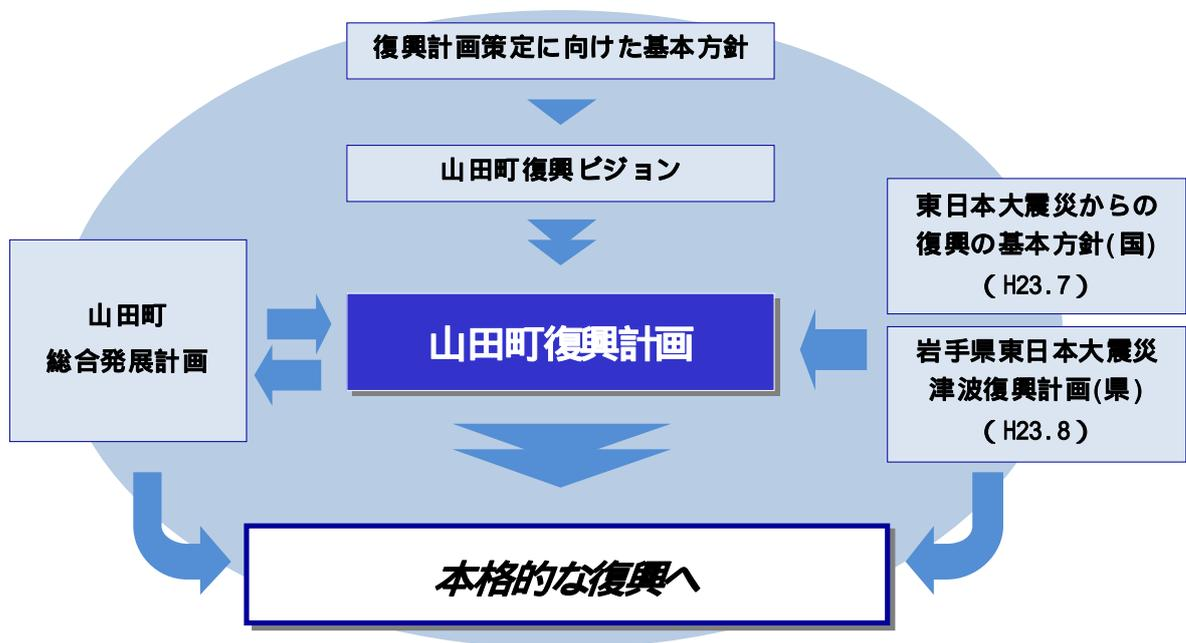 復興計画策定に向けた基本方針
山田町復興ビジョン
東日本大震災からの
復興の基本方針(国)
(H23.7)
山田町
総合発展計画
山田町復興計画
岩手県東日本大震災
津波復興計画(県)
(H23.8)
本格的な復興へ